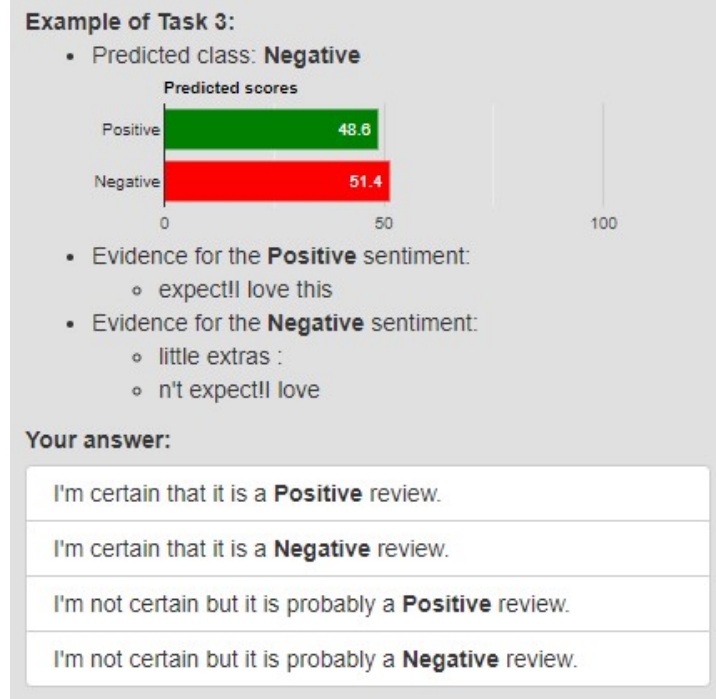 Example of Task 3:
• Predicted class: Negative
Predicted scores
Positive 48.6
Negative 51.4
0 50 100
• Evidence for the Positive sentiment:
◦ expect!I love this
• Evidence for the Negative sentiment:
◦ little extras :
◦ n't expect!I love
Your answer:
I'm certain that it is a Positive review.
I'm certain that it is a Negative review.
I'm not certain but it is probably a Positive review.
I'm not certain but it is probably a Negative review.